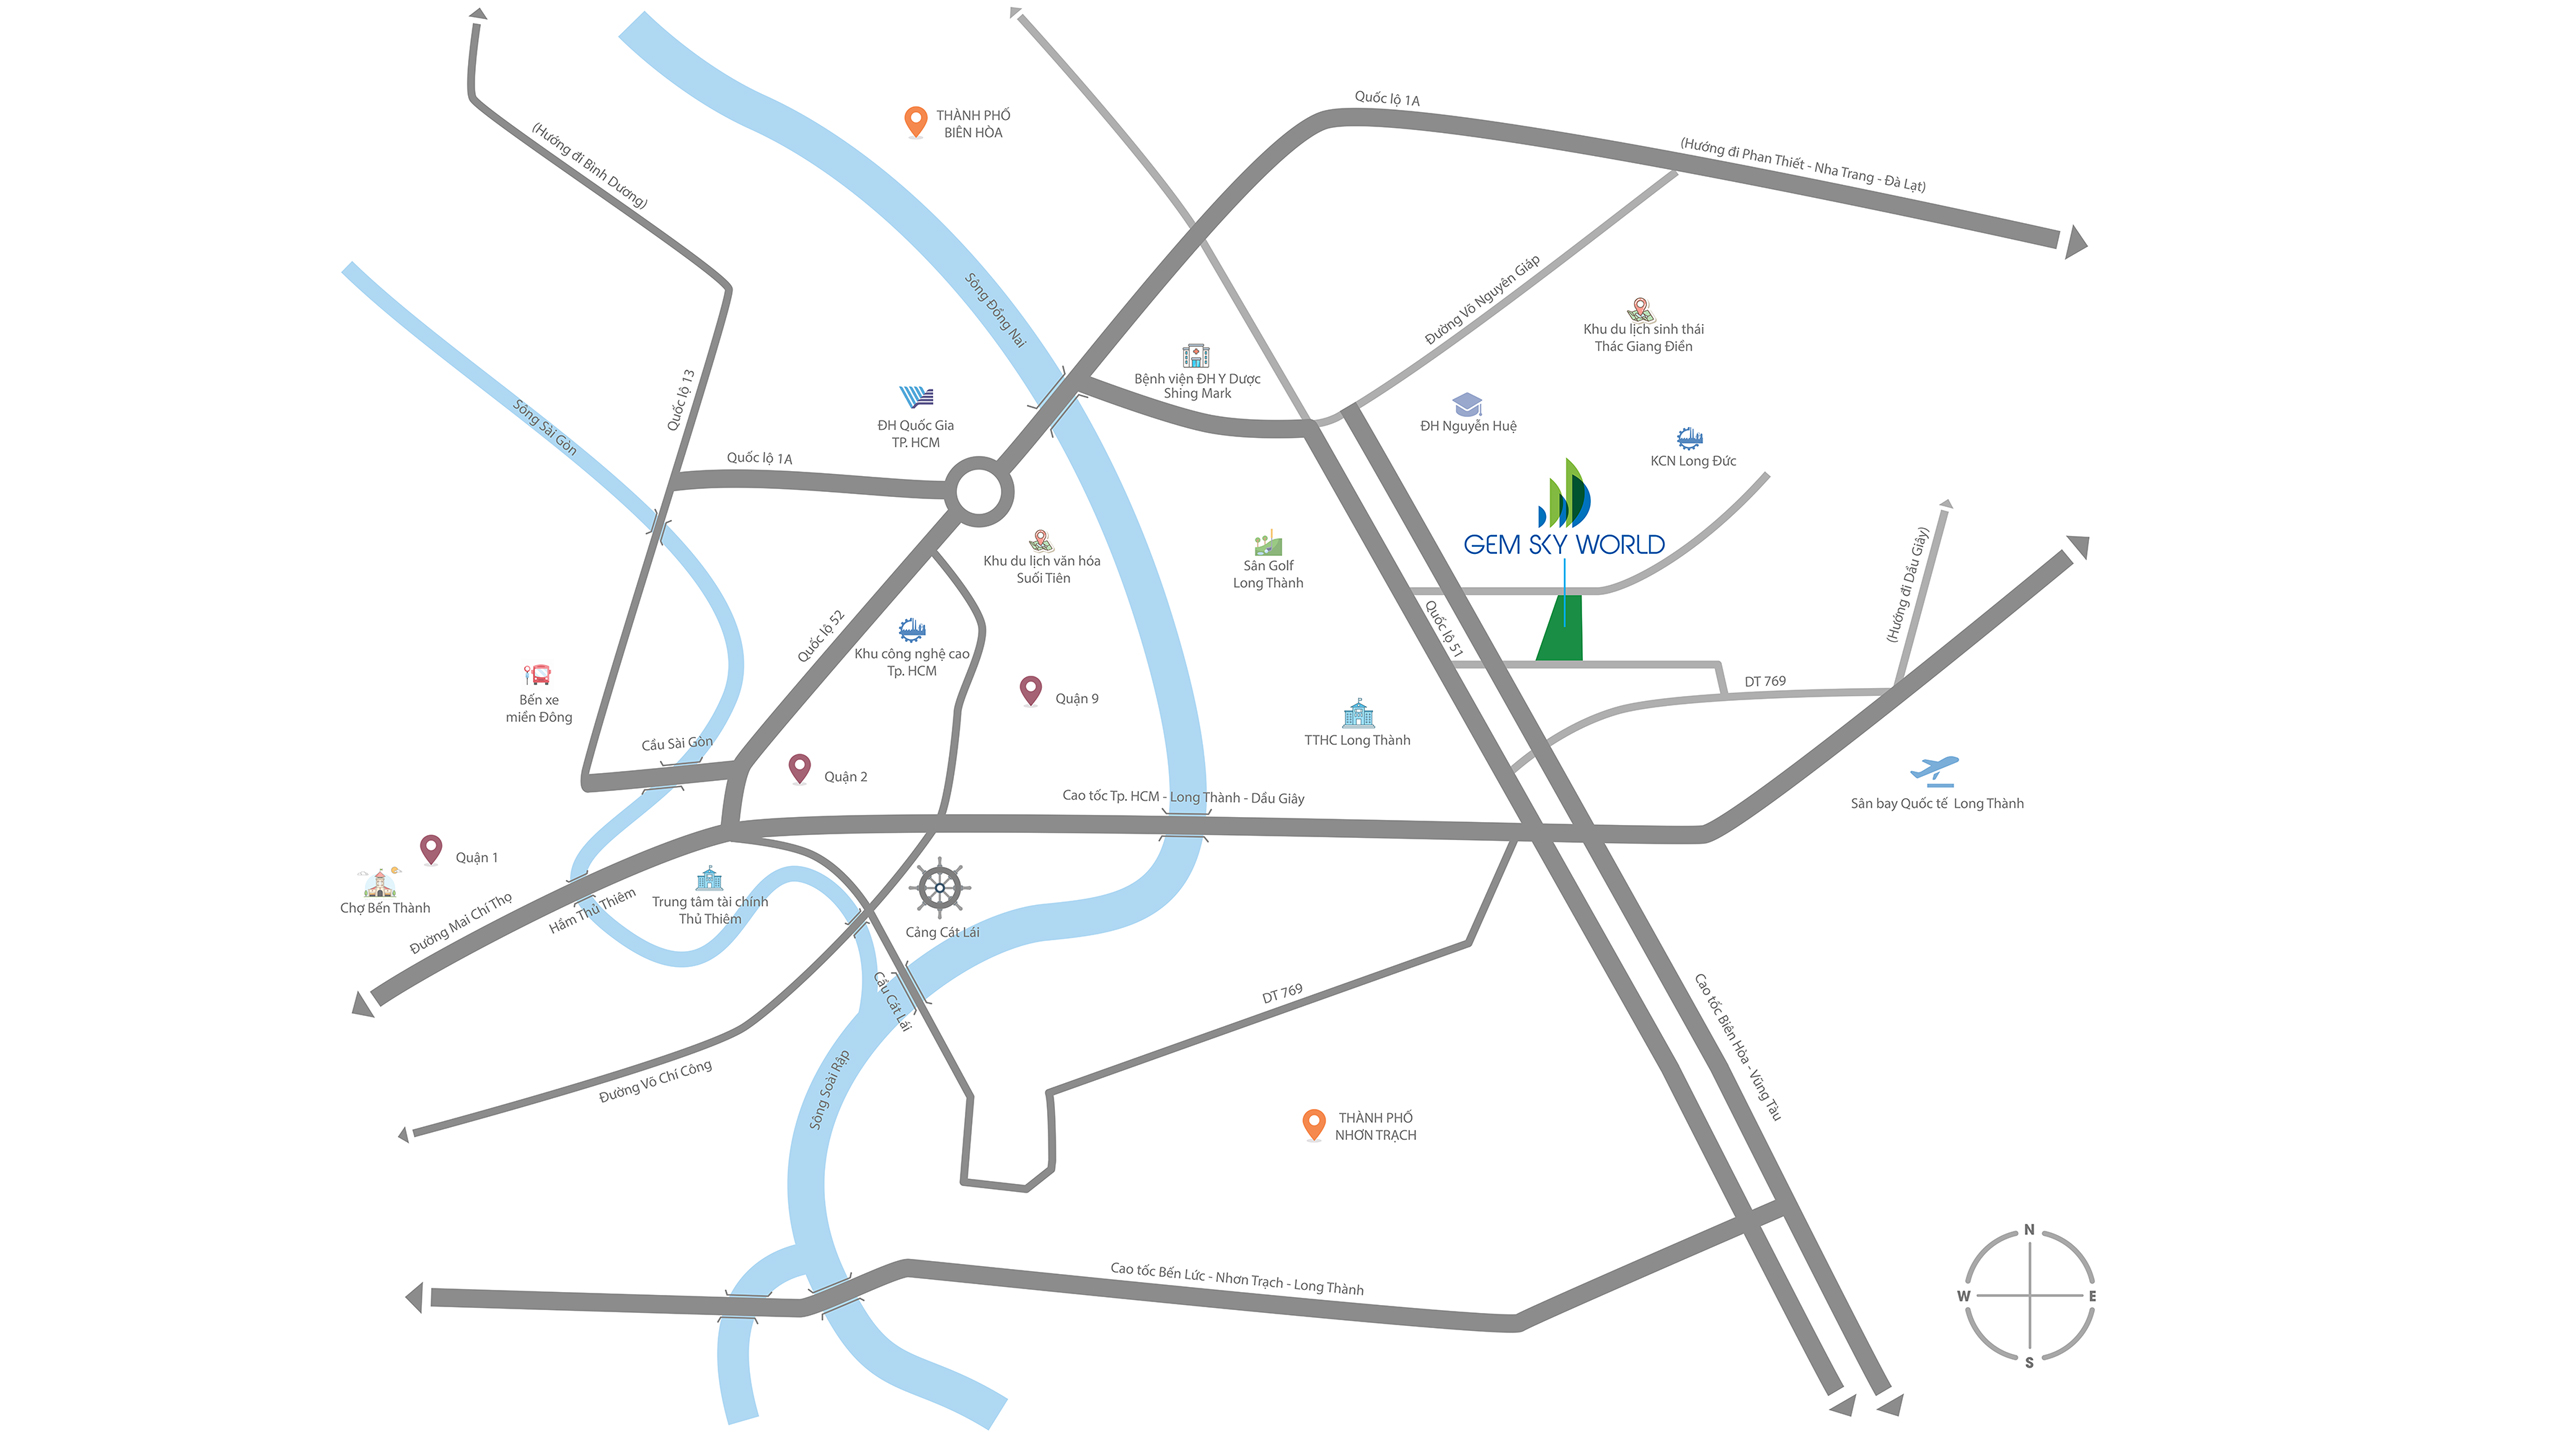 Quốc lộ 1A
THÀNH PHỐ
BIÊN HÒA
(Hướng đi Bình Dương)
(Hướng đi Phan Thiết - Nha Trang - Đà Lạt)
Sông Đồng Nai
Đường Võ Nguyên Giáp
Khu du lịch sinh thái
Thác Giang Điền
Bệnh viện ĐH Y Dược
Shing Mark
Quốc lộ 13
Sông Sài Gòn
ĐH Quốc Gia
TP. HCM
ĐH Nguyễn Huệ
Quốc lộ 1A
KCN Long Đức
GEM SKY WORLD
Khu du lịch văn hóa
Suối Tiên
Sân Golf
Long Thành
(Hướng đi Dầu Giây)
Quốc lộ 52
Quốc lộ 51
Khu công nghệ cao
Tp. HCM
Bến xe
miền Đông
Quận 9
DT 769
TTHC Long Thành
Cầu Sài Gòn
Quận 2
Cao tốc Tp. HCM - Long Thành - Dầu Giây
Sân bay Quốc tế Long Thành
Quận 1
Chợ Bến Thành
Đường Mai Chí Thọ
Hầm Thủ Thiêm
Trung tâm tài chính
Thủ Thiêm
Cảng Cát Lái
Cầu Cát Lái
DT 769
Cao tốc Biên Hòa - Vũng Tàu
Đường Võ Chí Công
Sông Soài Rạp
THÀNH PHỐ
NHƠN TRẠCH
Cao tốc Bến Lức - Nhơn Trạch - Long Thành
N
W
E
S